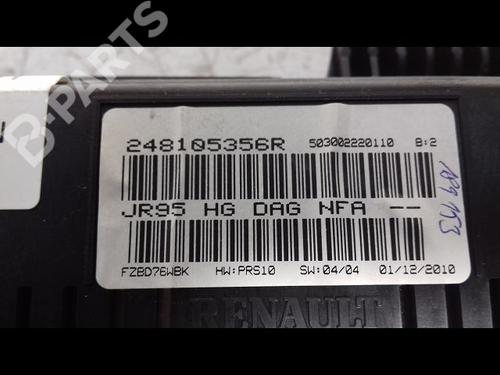 B-PARTS
248105356R 503002220110 B:2
JR95 HG DAG NFA --
FZBD76WBK HW:PRS10 SW:04/04 01/12/2010
RENAULT